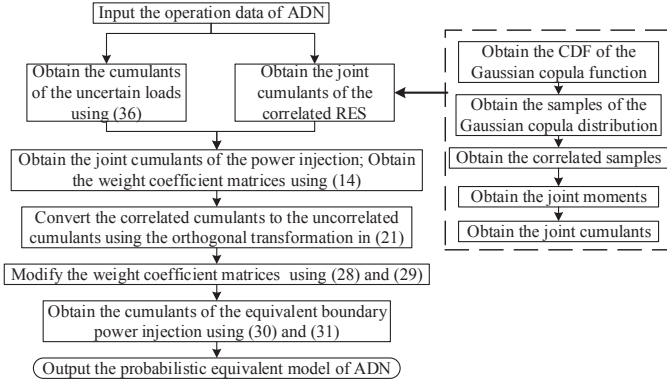 Input the operation data of ADN
Obtain the cumulants
of the uncertain loads
using (36)
Obtain the joint
cumulants of the
correlated RES
Obtain the joint cumulants of the power injection; Obtain
the weight coefficient matrices using (14)
Convert the correlated cumulants to the uncorrelated
cumulants using the orthogonal transformation in (21)
Modify the weight coefficient matrices using (28) and (29)
Obtain the cumulants of the equivalent boundary
power injection using (30) and (31)
Output the probabilistic equivalent model of ADN
Obtain the CDF of the
Gaussian copula function
Obtain the samples of the
Gaussian copula distribution
Obtain the correlated samples
Obtain the joint moments
Obtain the joint cumulants